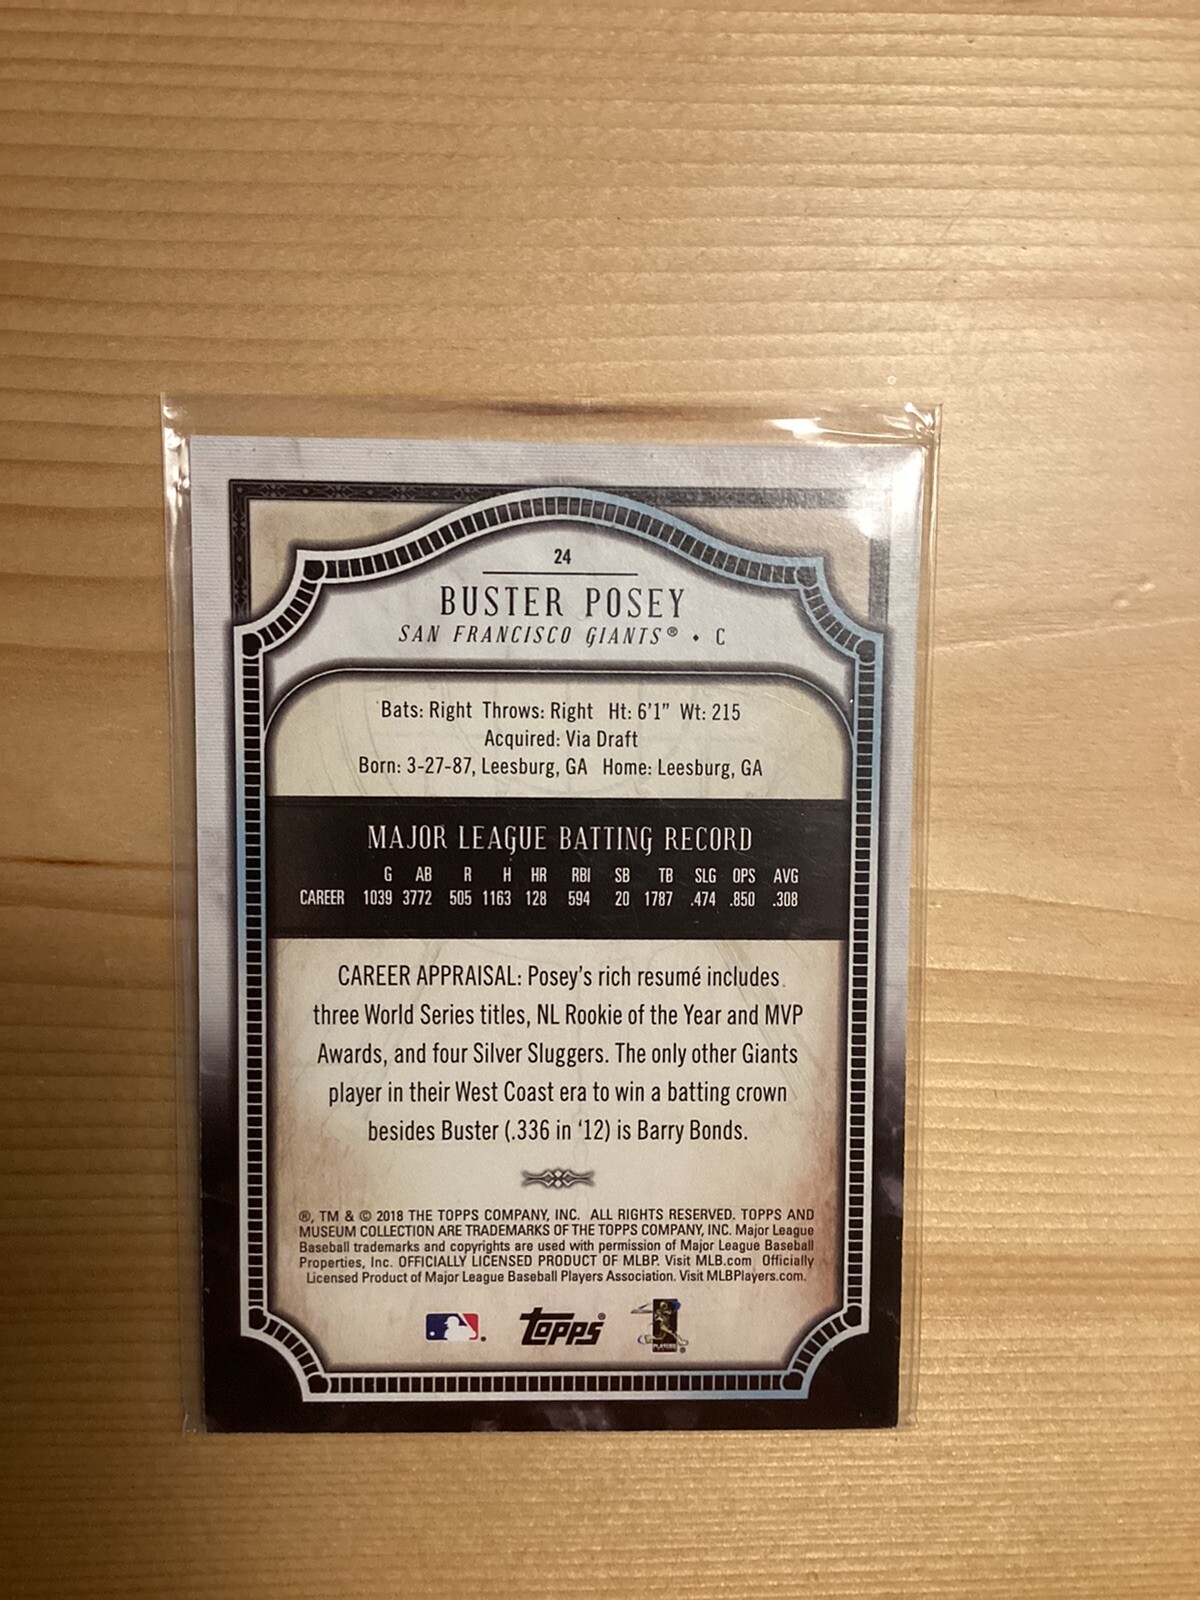 24
BUSTER POSEY
SAN FRANCISCO GIANTS® • C
Bats: Right Throws: Right Ht: 6'1" Wt: 215
Acquired: Via Draft
Born: 3-27-87, Leesburg, GA Home: Leesburg, GA
MAJOR LEAGUE BATTING RECORD
G AB R H HR RBI SB TB SLG OPS AVG
CAREER 1039 3772 505 1163 128 594 20 1787 .474 .850 .308
CAREER APPRAISAL: Posey's rich resumé includes
three World Series titles, NL Rookie of the Year and MVP
Awards, and four Silver Sluggers. The only other Giants
player in their West Coast era to win a batting crown
besides Buster (.336 in '12) is Barry Bonds.
®, TM & © 2018 THE TOPPS COMPANY, INC. ALL RIGHTS RESERVED. TOPPS AND
MUSEUM COLLECTION ARE TRADEMARKS OF THE TOPPS COMPANY, INC. Major League
Baseball trademarks and copyrights are used with permission of Major League Baseball
Properties, Inc. OFFICIALLY LICENSED PRODUCT OF MLBP. Visit MLB.com Officially
Licensed Product of Major League Baseball Players Association. Visit MLBPlayers.com.
Topps® PLAYERS ®